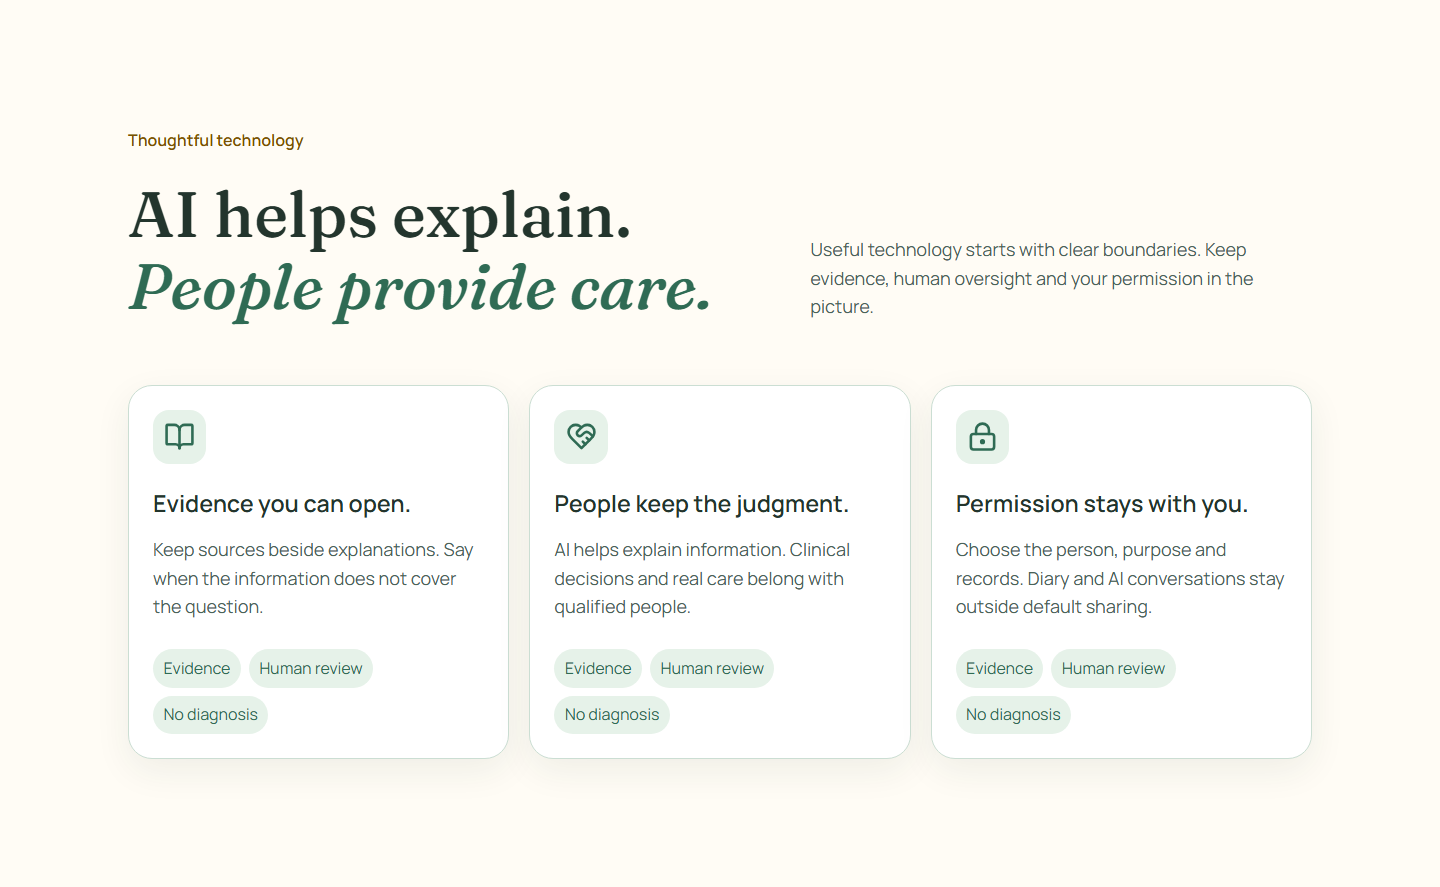 Thoughtful technology
AI helps explain.
People provide care.
Useful technology starts with clear boundaries. Keep
evidence, human oversight and your permission in the
picture.
Evidence you can open.
Keep sources beside explanations. Say
when the information does not cover
the question.
Evidence
Human review
No diagnosis
People keep the judgment.
AI helps explain information. Clinical
decisions and real care belong with
qualified people.
Evidence
Human review
No diagnosis
Permission stays with you.
Choose the person, purpose and
records. Diary and AI conversations stay
outside default sharing.
Evidence
Human review
No diagnosis